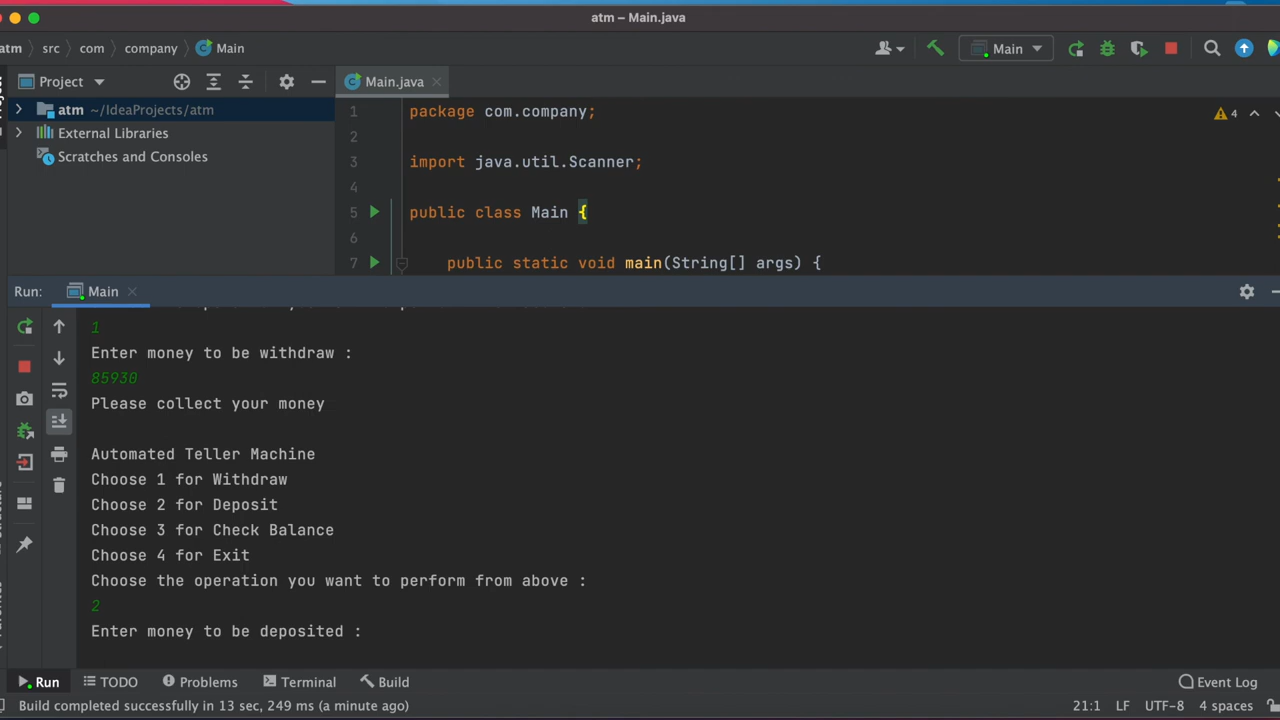 atm – Main.java
atm src com company Main
Main
Project
Main.java
atm ~/IdeaProjects/atm
External Libraries
Scratches and Consoles
1 package com.company;
2
3 import java.util.Scanner;
4
5 public class Main {
6
7 public static void main(String[] args) {
4
Run: Main
1
Enter money to be withdraw :
85930
Please collect your money
Automated Teller Machine
Choose 1 for Withdraw
Choose 2 for Deposit
Choose 3 for Check Balance
Choose 4 for Exit
Choose the operation you want to perform from above :
2
Enter money to be deposited :
Run TODO Problems Terminal Build Event Log
Build completed successfully in 13 sec, 249 ms (a minute ago) 21:1 LF UTF-8 4 spaces